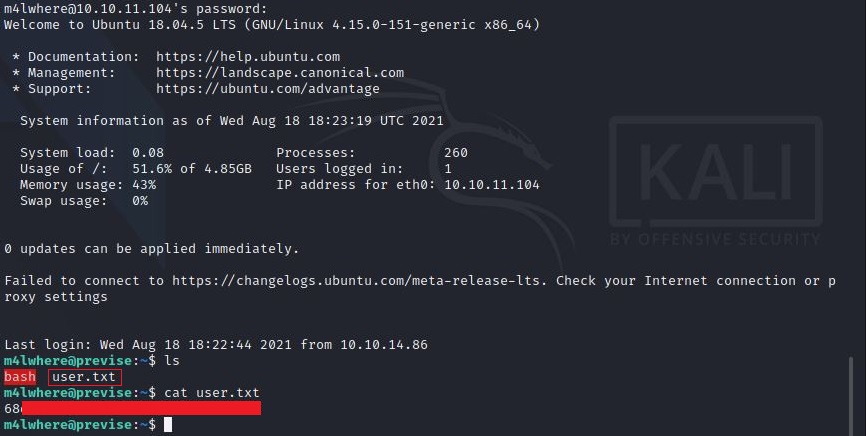 m4lwhere@10.10.11.104's password:
Welcome to Ubuntu 18.04.5 LTS (GNU/Linux 4.15.0-151-generic x86_64)
* Documentation:  https://help.ubuntu.com
* Management:     https://landscape.canonical.com
* Support:        https://ubuntu.com/advantage
System information as of Wed Aug 18 18:23:19 UTC 2021
System load:  0.08              Processes:           260
Usage of /:   51.6% of 4.85GB   Users logged in:     1
Memory usage: 43%               IP address for eth0: 10.10.11.104
Swap usage:   0%
KALI
BY OFFENSIVE SECURITY
0 updates can be applied immediately.
Failed to connect to https://changelogs.ubuntu.com/meta-release-lts. Check your Internet connection or p
roxy settings
Last login: Wed Aug 18 18:22:44 2021 from 10.10.14.86
m4lwhere@previse:~$ ls
bash  user.txt
m4lwhere@previse:~$ cat user.txt
68
m4lwhere@previse:~$